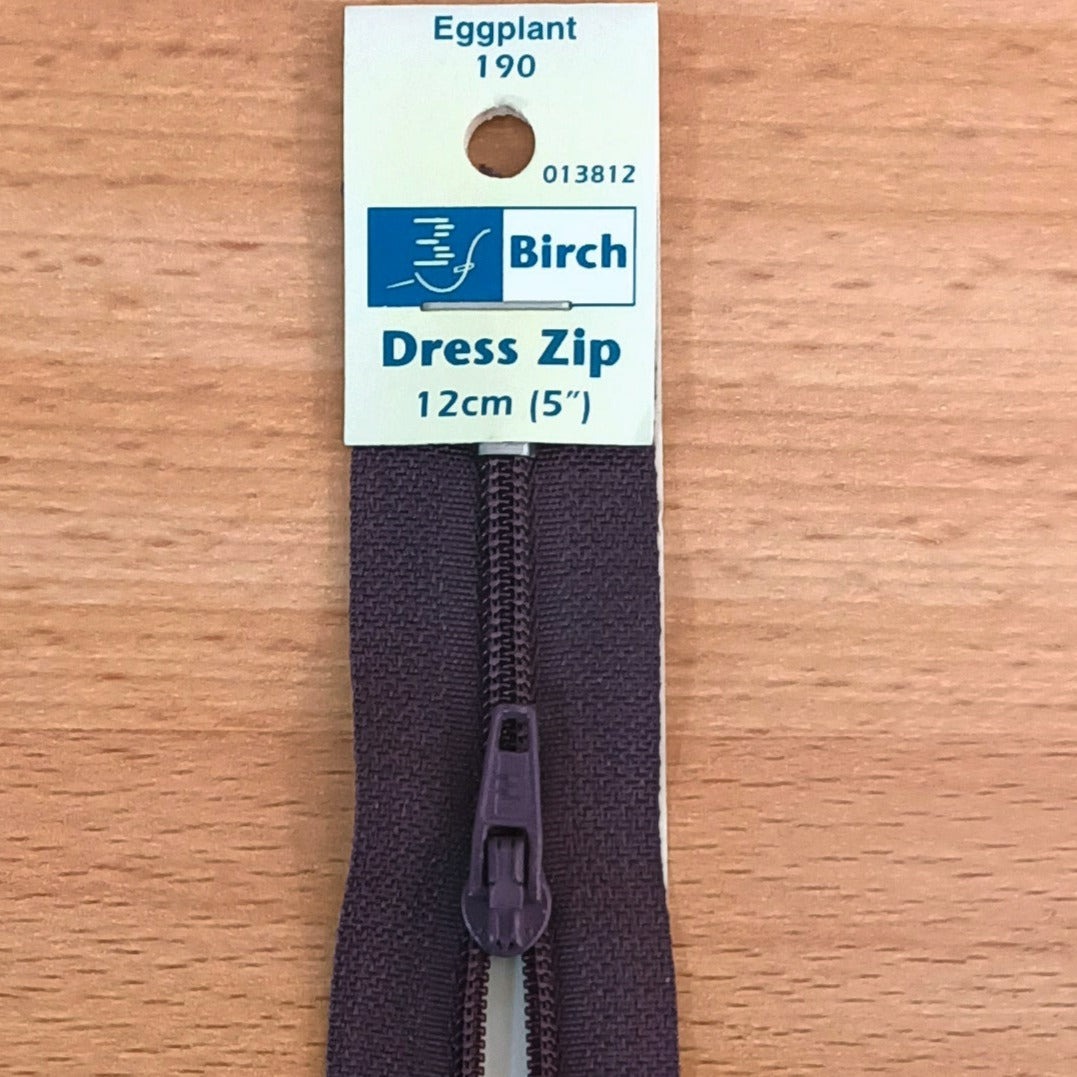 Eggplant
190
013812
Birch
Dress Zip
12cm (5″)